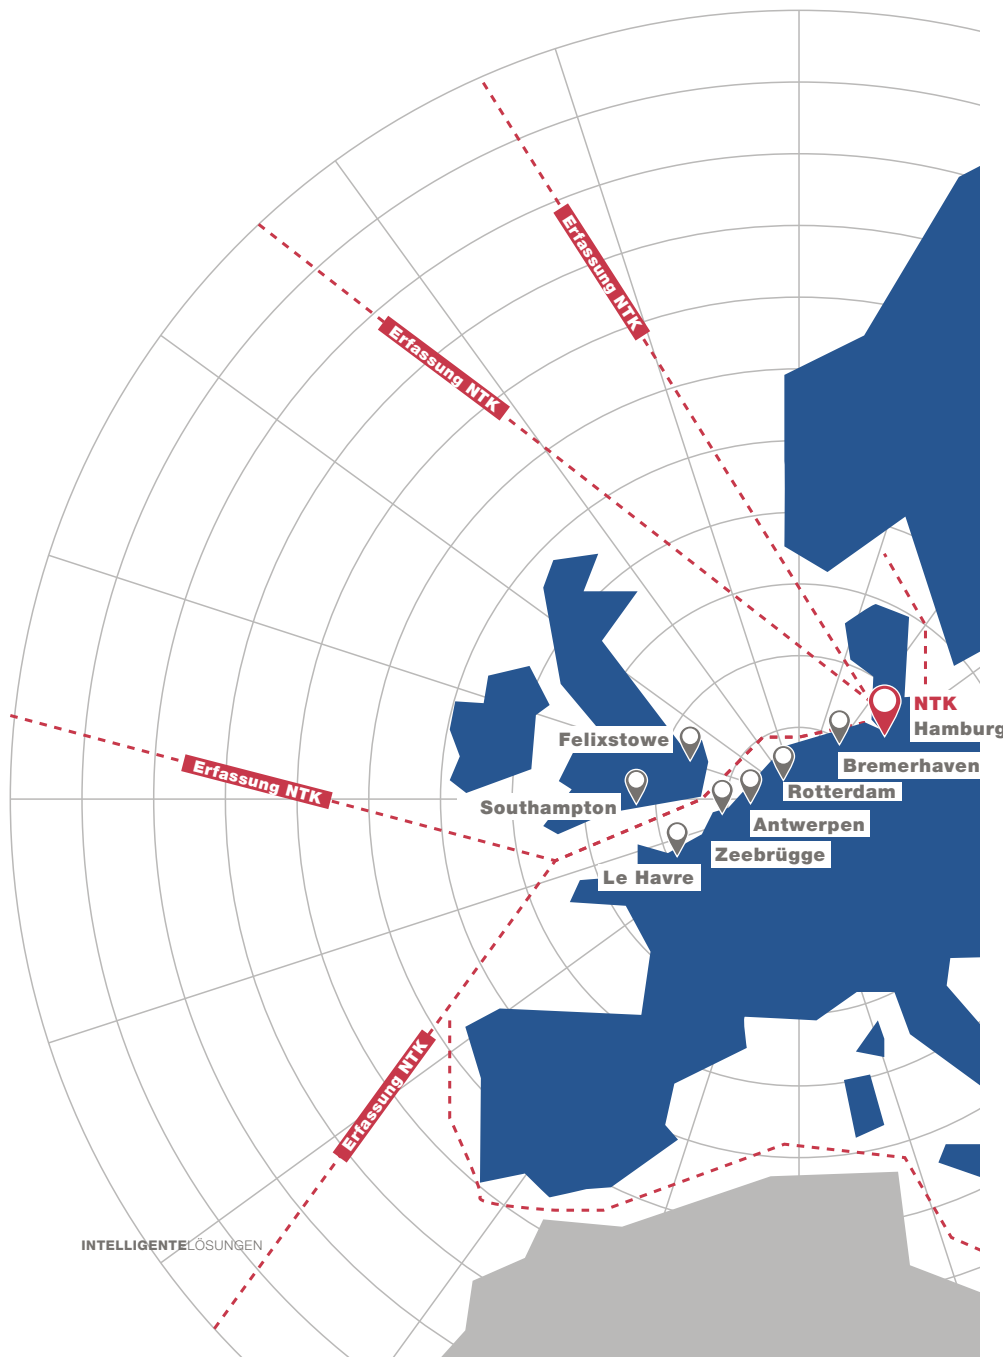 Erfassung NTK
Erfassung NTK
NTK
Hamburg
Felixstowe
Bremerhaven
Erfassung NTK
Rotterdam
Southampton
Antwerpen
Zeebrügge
Le Havre
Erfassung NTK
INTELLIGENTELÖSUNGEN